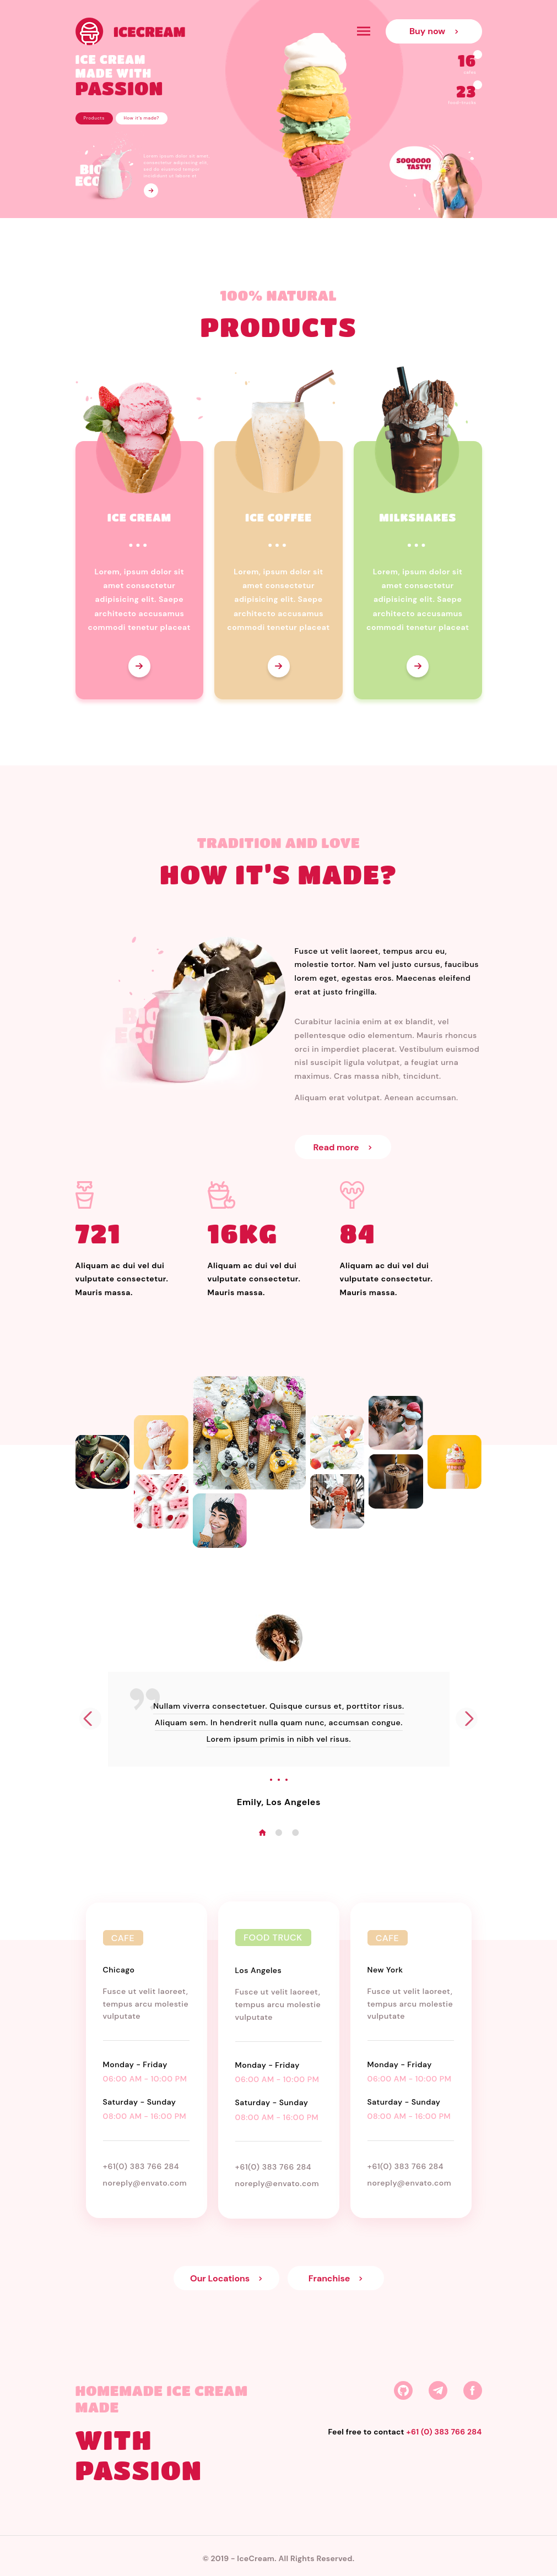 ICECREAM
Buy now
ICE CREAM
MADE WITH
PASSION
16
23
Products
How it's made?
BIO
ECO
Lorem ipsum dolor sit amet
SOOOOOO
TASTY!
100% NATURAL
PRODUCTS
ICE CREAM
Lorem, ipsum dolor sit
amet consectetur
adipisicing elit. Saepe
architecto accusamus
commodi tenetur placeat
ICE COFFEE
Lorem, ipsum dolor sit
amet consectetur
adipisicing elit. Saepe
architecto accusamus
commodi tenetur placeat
MILKSHAKES
Lorem, ipsum dolor sit
amet consectetur
adipisicing elit. Saepe
architecto accusamus
commodi tenetur placeat
TRADITION AND LOVE
HOW IT'S MADE?
BIO
ECO
Fusce ut velit laoreet, tempus arcu eu,
molestie tortor. Nam vel justo cursus, faucibus
lorem eget, egestas eros. Maecenas eleifend
erat at justo fringilla.
Curabitur lacinia enim at ex blandit, vel
pellentesque odio elementum. Mauris rhoncus
orci in imperdiet placerat. Vestibulum euismod
nisl suscipit ligula volutpat, a feugiat urna
maximus. Cras massa nibh, tincidunt.
Aliquam erat volutpat. Aenean accumsan.
Read more
721
Aliquam ac dui vel dui
vulputate consectetur.
Mauris massa.
16KG
Aliquam ac dui vel dui
vulputate consectetur.
Mauris massa.
84
Aliquam ac dui vel dui
vulputate consectetur.
Mauris massa.
Nullam viverra consectetuer. Quisque cursus et, porttitor risus.
Aliquam sem. In hendrerit nulla quam nunc, accumsan congue.
Lorem ipsum primis in nibh vel risus.
Emily, Los Angeles
CAFE
Chicago
Fusce ut velit laoreet,
tempus arcu molestie
vulputate
Monday - Friday
06:00 AM - 10:00 PM
Saturday - Sunday
08:00 AM - 16:00 PM
+61(0) 383 766 284
noreply@envato.com
FOOD TRUCK
Los Angeles
Fusce ut velit laoreet,
tempus arcu molestie
vulputate
Monday - Friday
06:00 AM - 10:00 PM
Saturday - Sunday
08:00 AM - 16:00 PM
+61(0) 383 766 284
noreply@envato.com
CAFE
New York
Fusce ut velit laoreet,
tempus arcu molestie
vulputate
Monday - Friday
06:00 AM - 10:00 PM
Saturday - Sunday
08:00 AM - 16:00 PM
+61(0) 383 766 284
noreply@envato.com
Our Locations
Franchise
HOMEMADE ICE CREAM
MADE
WITH
PASSION
Feel free to contact +61 (0) 383 766 284
© 2019 - IceCream. All Rights Reserved.